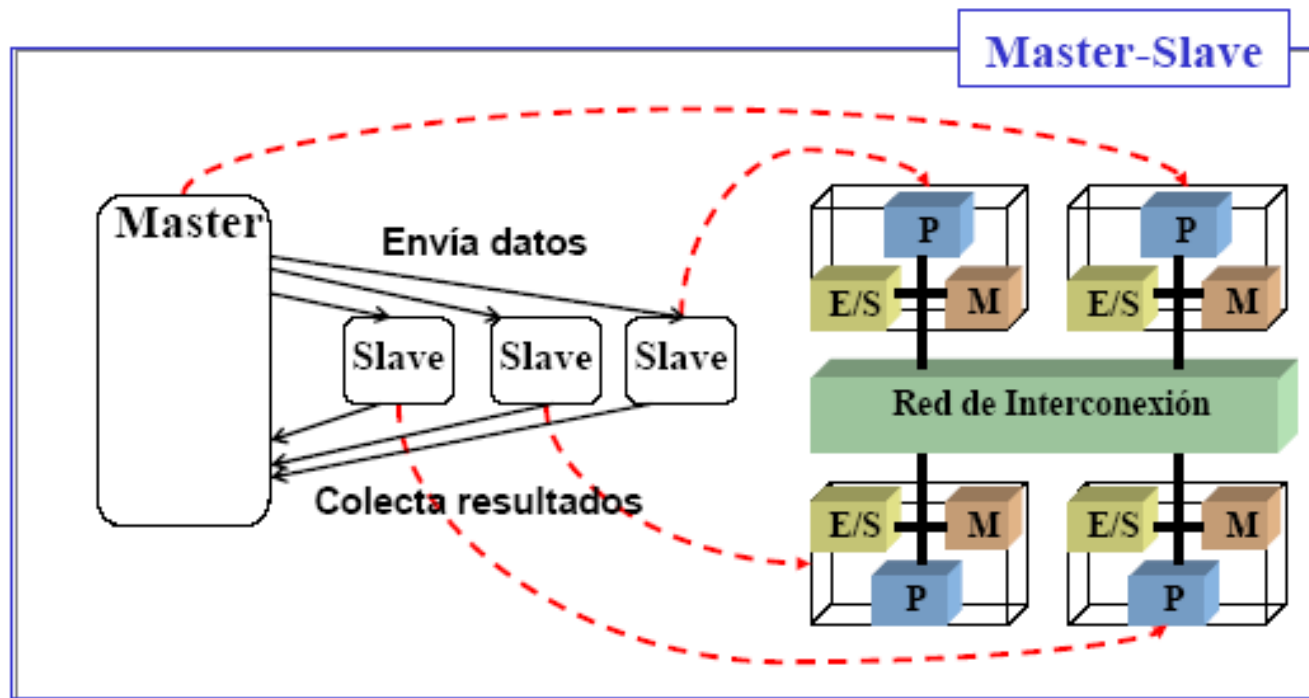 Master-Slave
Master
Envía datos
Slave
Slave
Slave
Colecta resultados
P
E/S
M
P
E/S
M
Red de Interconexión
E/S
M
P
E/S
M
P